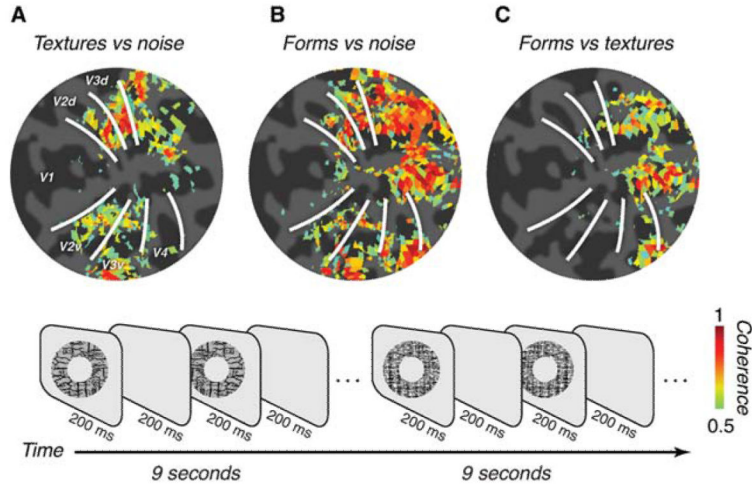 A
B
C
Textures vs noise
Forms vs noise
Forms vs textures
V3d
V2d
V1
V2v
V3v
V4
200 ms
200 ms
200 ms
200 ms
...
200 ms
200 ms
200 ms
200 ms
...
1
Coherence
0.5
Time
9 seconds
9 seconds